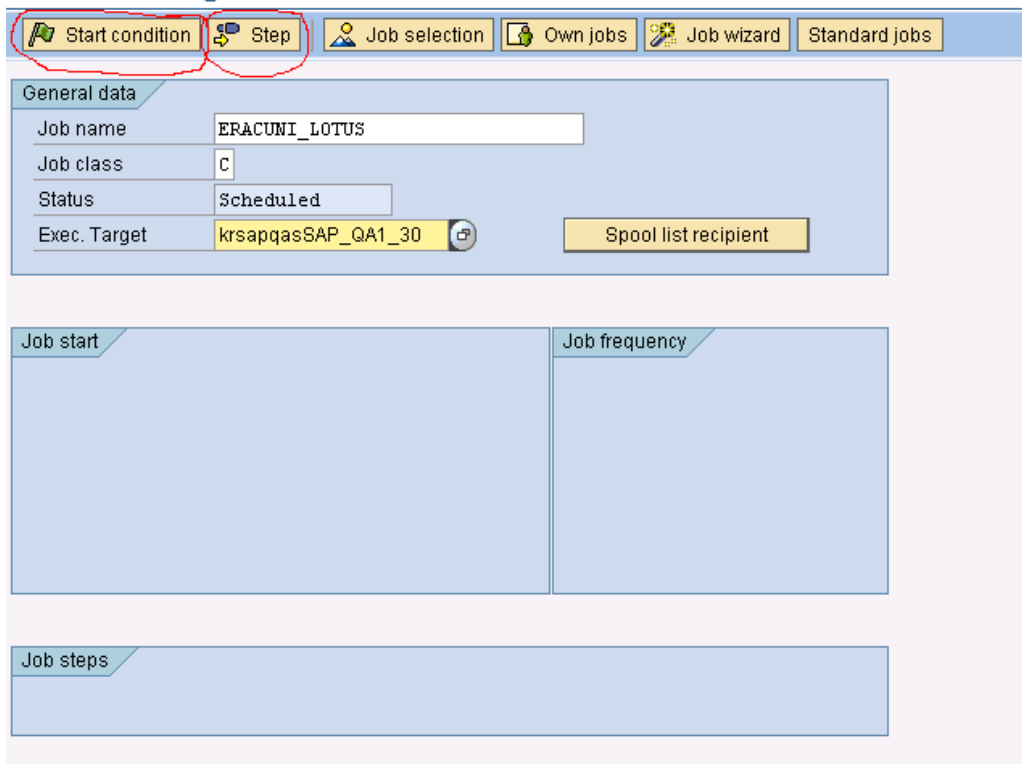 Start condition Step Job selection Own jobs Job wizard Standard jobs
General data
Job name ERACUNI_LOTUS
Job class C
Status Scheduled
Exec. Target krsapqasSAP_QA1_30 Spool list recipient
Job start Job frequency
Job steps